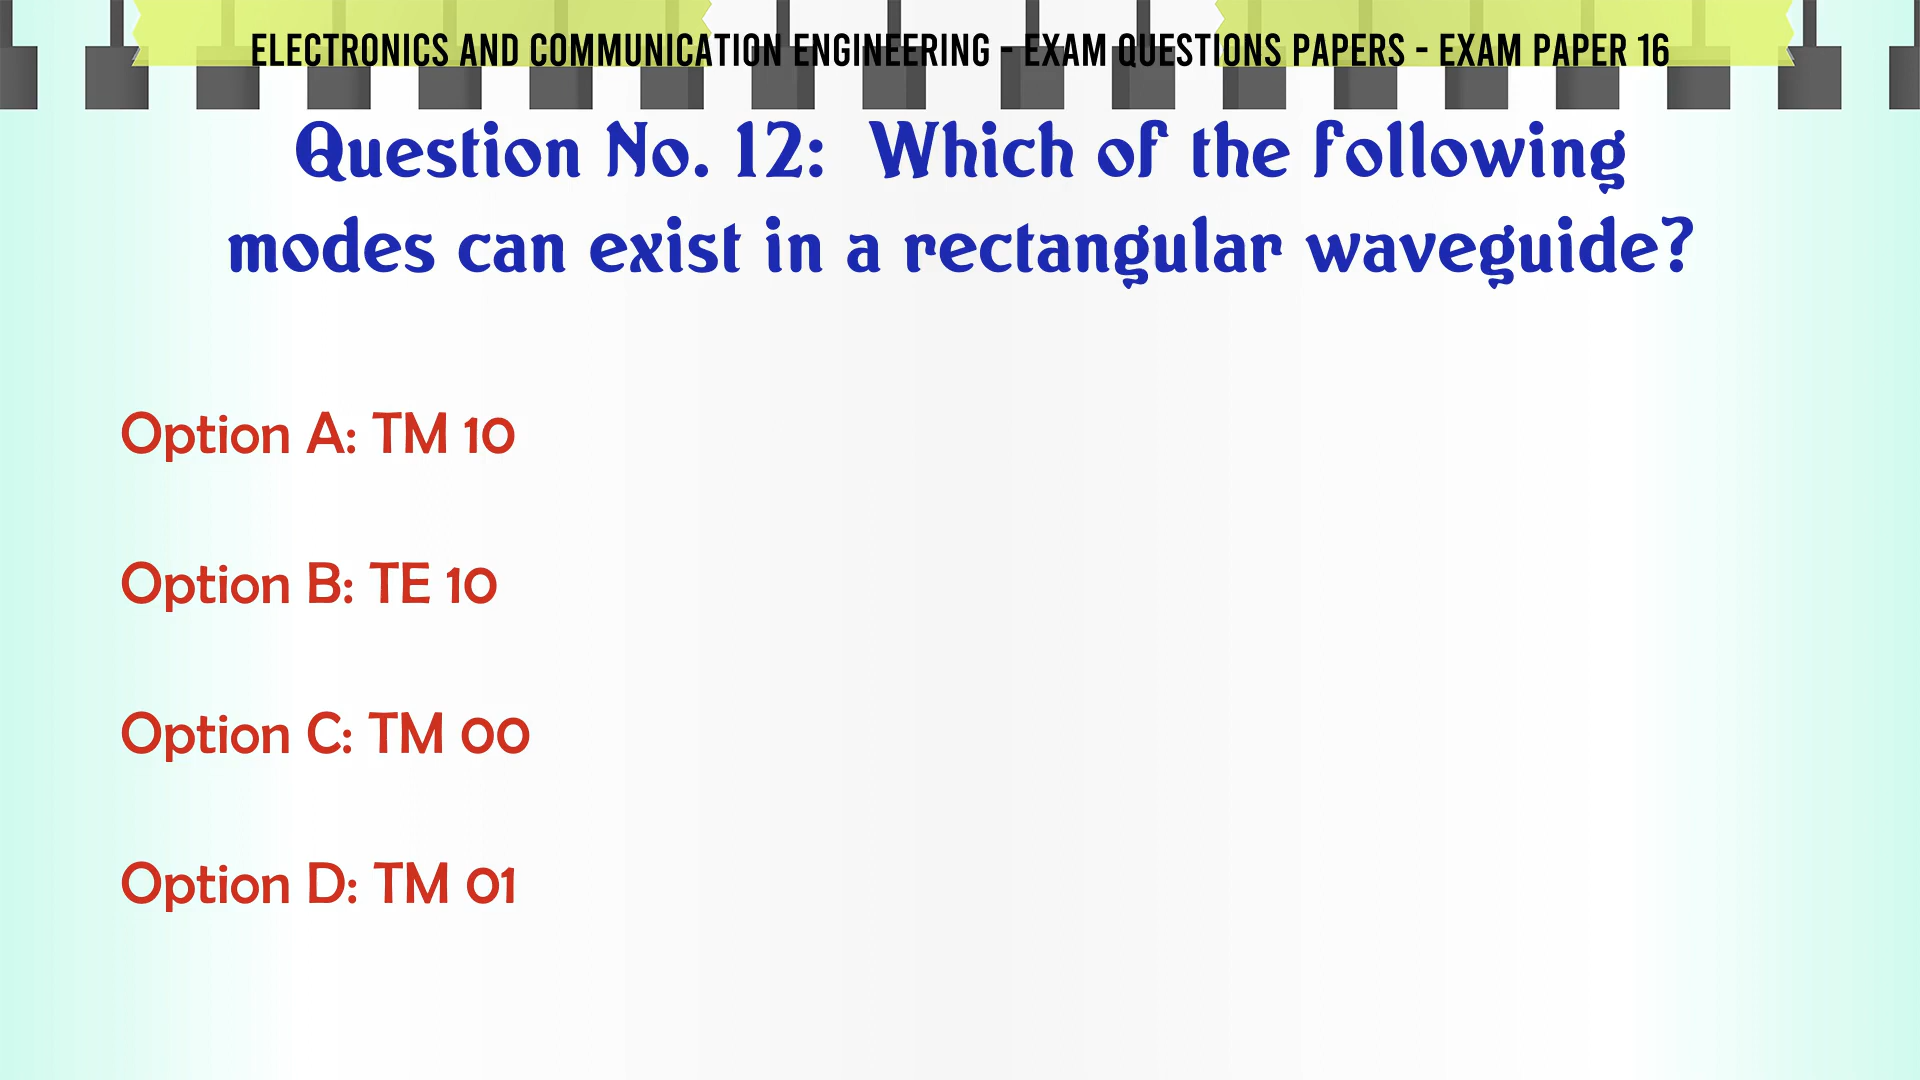 ELECTRONICS AND COMMUNICATION ENGINEERING - EXAM QUESTIONS PAPERS - EXAM PAPER 16
Question No. 12: Which of the following
modes can exist in a rectangular waveguide?
Option A: TM 10
Option B: TE 10
Option C: TM 00
Option D: TM 01